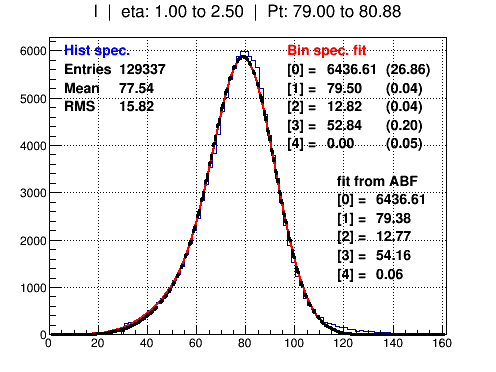 I | eta: 1.00 to 2.50 | Pt: 79.00 to 80.88
Hist spec.
Entries 129337
Mean 77.54
RMS 15.82
Bin spec. fit
[0] = 6436.61 (26.86)
[1] = 79.50 (0.04)
[2] = 12.82 (0.04)
[3] = 52.84 (0.20)
[4] = 0.00 (0.05)
fit from ABF
[0] = 6436.61
[1] = 79.38
[2] = 12.77
[3] = 54.16
[4] = 0.06
6000
5000
4000
3000
2000
1000
0
0 20 40 60 80 100 120 140 160